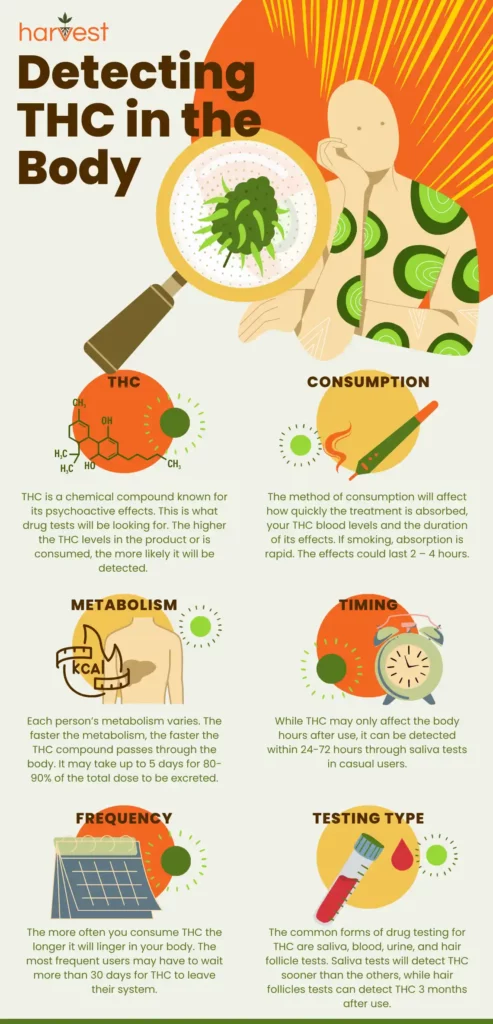 harvest
Detecting
THC in the
Body
THC
CH₃
OH
H₃C
H₃C
HO
CH₃
THC is a chemical compound known for
its psychoactive effects. This is what
drug tests will be looking for. The higher
the THC levels in the product or is
consumed, the more likely it will be
detected.
CONSUMPTION
The method of consumption will affect
how quickly the treatment is absorbed,
your THC blood levels and the duration
of its effects. If smoking, absorption is
rapid. The effects could last 2 – 4 hours.
METABOLISM
kCAl
Each person's metabolism varies. The
faster the metabolism, the faster the
THC compound passes through the
body. It may take up to 5 days for 80-
90% of the total dose to be excreted.
TIMING
While THC may only affect the body
hours after use, it can be detected
within 24-72 hours through saliva tests
in casual users.
FREQUENCY
The more often you consume THC the
longer it will linger in your body. The
most frequent users may have to wait
more than 30 days for THC to leave
their system.
TESTING TYPE
The common forms of drug testing for
THC are saliva, blood, urine, and hair
follicle tests. Saliva tests will detect THC
sooner than the others, while hair
follicles tests can detect THC 3 months
after use.